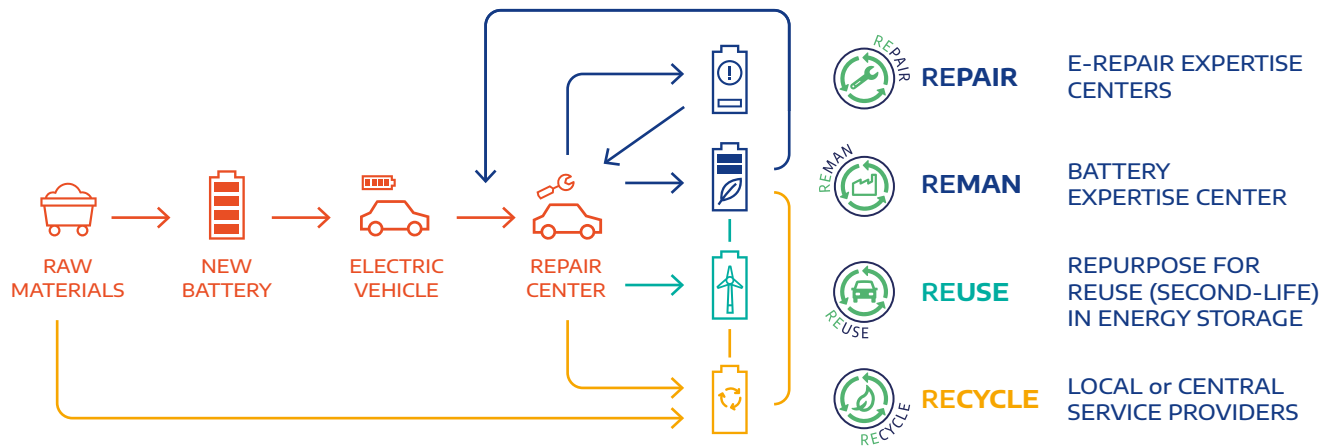 RAW
MATERIALS
NEW
BATTERY
ELECTRIC
VEHICLE
REPAIR
CENTER
REPAIR
REPAIR
E-REPAIR EXPERTISE
CENTERS
REMAN
REMAN
BATTERY
EXPERTISE CENTER
REUSE
REUSE
REPURPOSE FOR
REUSE (SECOND-LIFE)
IN ENERGY STORAGE
RECYCLE
RECYCLE
LOCAL or CENTRAL
SERVICE PROVIDERS